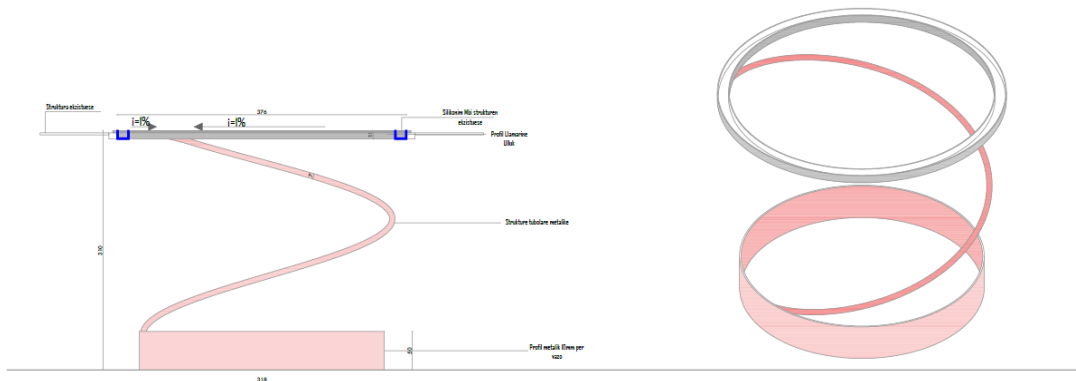 376
Struktura ekzistuese
i=1%
i=1%
Silikonim Mbi strukturen
ekzistuese
Profil Llamarine
310
Strukture tubolare metalike
Profil metalik 10mm per
vazo
50
318